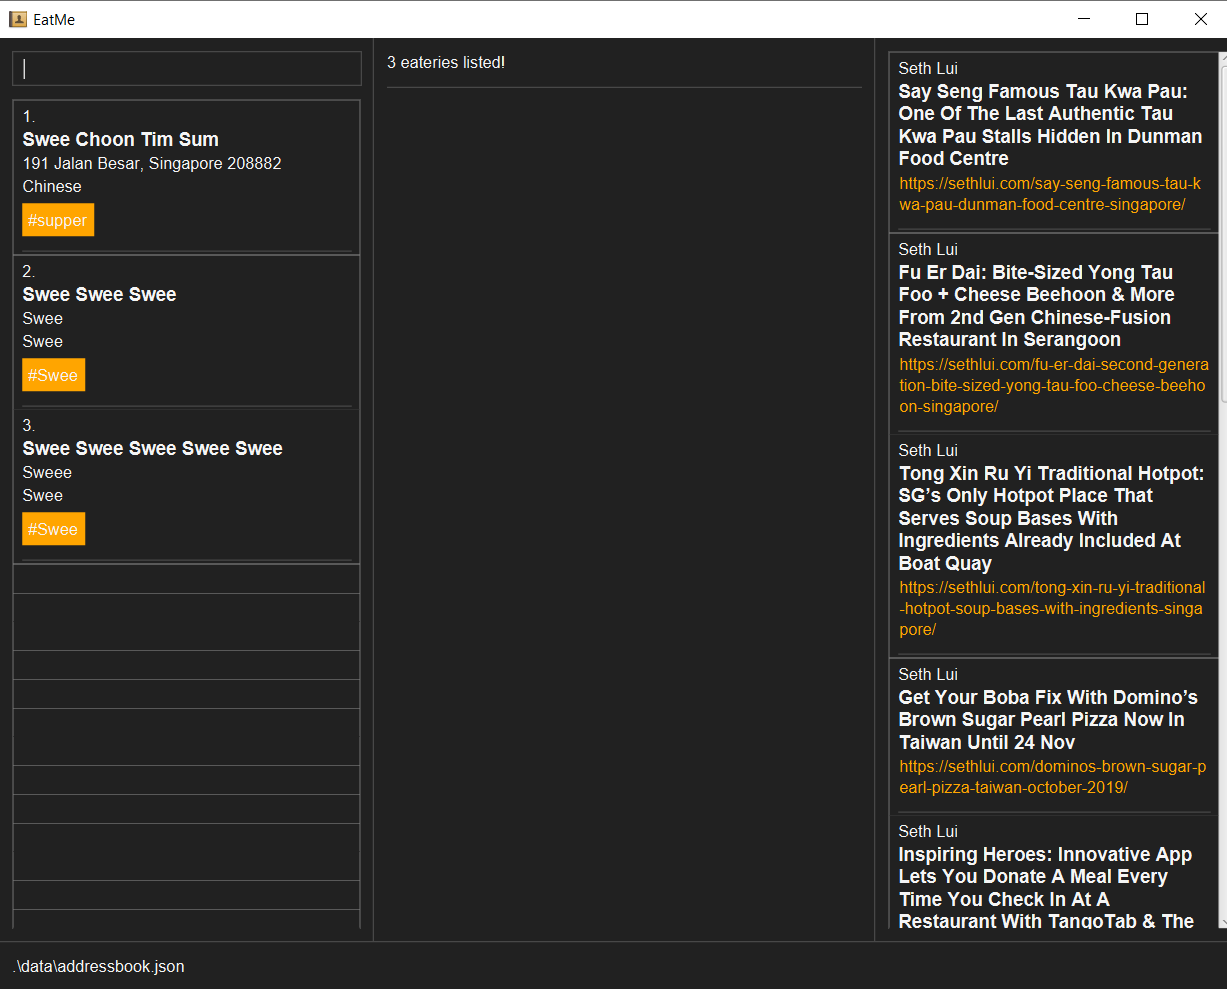 EatMe
1.
Swee Choon Tim Sum
191 Jalan Besar, Singapore 208882
Chinese
#supper
2.
Swee Swee Swee
Swee
Swee
#Swee
3.
Swee Swee Swee Swee Swee
Sweee
Swee
#Swee
3 eateries listed!
Seth Lui
Say Seng Famous Tau Kwa Pau:
One Of The Last Authentic Tau
Kwa Pau Stalls Hidden In Dunman
Food Centre
https://sethlui.com/say-seng-famous-tau-k
wa-pau-dunman-food-centre-singapore/
Seth Lui
Fu Er Dai: Bite-Sized Yong Tau
Foo + Cheese Beehoon & More
From 2nd Gen Chinese-Fusion
Restaurant In Serangoon
https://sethlui.com/fu-er-dai-second-genera
tion-bite-sized-yong-tau-foo-cheese-beeho
on-singapore/
Seth Lui
Tong Xin Ru Yi Traditional Hotpot:
SG’s Only Hotpot Place That
Serves Soup Bases With
Ingredients Already Included At
Boat Quay
https://sethlui.com/tong-xin-ru-yi-traditional
-hotpot-soup-bases-with-ingredients-singa
pore/
Seth Lui
Get Your Boba Fix With Domino’s
Brown Sugar Pearl Pizza Now In
Taiwan Until 24 Nov
https://sethlui.com/dominos-brown-sugar-p
earl-pizza-taiwan-october-2019/
Seth Lui
Inspiring Heroes: Innovative App
Lets You Donate A Meal Every
Time You Check In At A
Restaurant With TangoTab & The
.\data\addressbook.json